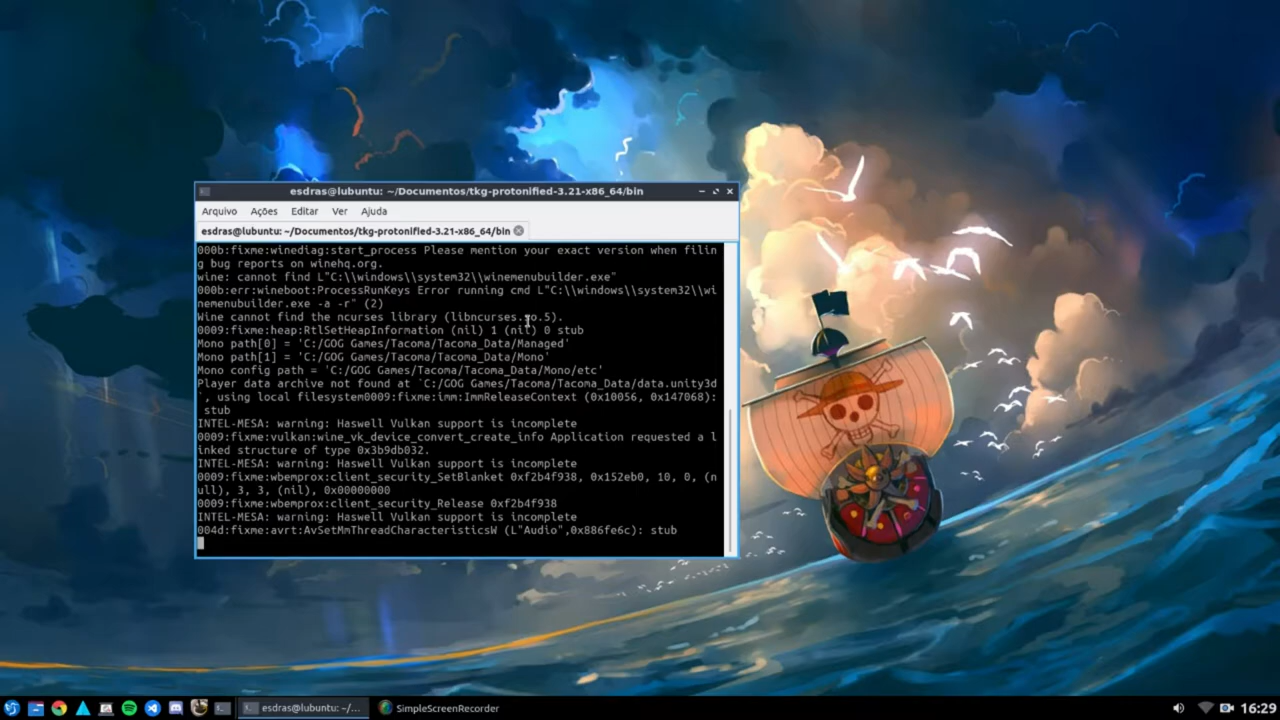 esdras@lubuntu: ~/Documentos/tkg-protonified-3.21-x86_64/bin
Arquivo Ações Editar Ver Ajuda
esdras@lubuntu: ~/Documentos/tkg-protonified-3.21-x86_64/bin
000b:fixme:winediag:start_process Please mention your exact version when filin
g bug reports on winehq.org.
wine: cannot find L"C:\\windows\\system32\\winemenubuilder.exe"
000b:err:wineboot:ProcessRunKeys Error running cmd L"C:\\windows\\system32\\wi
nemenubuilder.exe -a -r" (2)
Wine cannot find the ncurses library (libncurses.so.5).
0009:fixme:heap:RtlSetHeapInformation (nil) 1 (nil) 0 stub
Mono path[0] = 'C:/GOG Games/Tacoma/Tacoma_Data/Managed'
Mono path[1] = 'C:/GOG Games/Tacoma/Tacoma_Data/Mono'
Mono config path = 'C:/GOG Games/Tacoma/Tacoma_Data/Mono/etc'
Player data archive not found at `C:/GOG Games/Tacoma/Tacoma_Data/data.unity3d
`, using local filesystem0009:fixme:imm:ImmReleaseContext (0x10056, 0x147068):
stub
INTEL-MESA: warning: Haswell Vulkan support is incomplete
0009:fixme:vulkan:wine_vk_device_convert_create_info Application requested a l
inked structure of type 0x3b9db032.
INTEL-MESA: warning: Haswell Vulkan support is incomplete
0009:fixme:wbemprox:client_security_SetBlanket 0xf2b4f938, 0x152eb0, 10, 0, (n
ull), 3, 3, (nil), 0x00000000
0009:fixme:wbemprox:client_security_Release 0xf2b4f938
INTEL-MESA: warning: Haswell Vulkan support is incomplete
004d:fixme:avrt:AvSetMmThreadCharacteristicsW (L"Audio",0x886fe6c): stub
esdras@lubuntu: ~/...
SimpleScreenRecorder
16:29